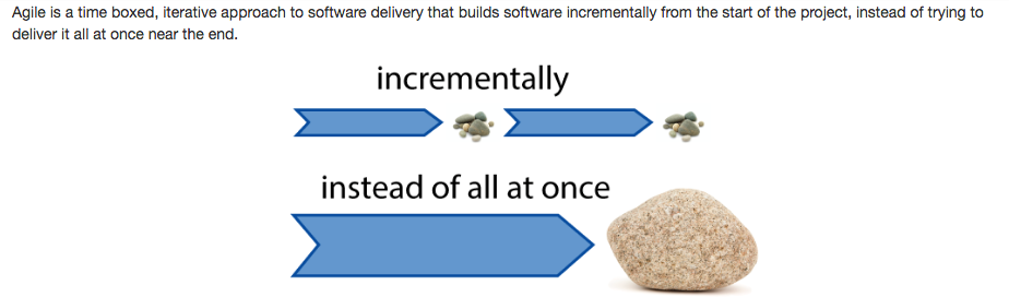 Agile is a time boxed, iterative approach to software delivery that builds software incrementally from the start of the project, instead of trying to
deliver it all at once near the end.
incrementally
instead of all at once